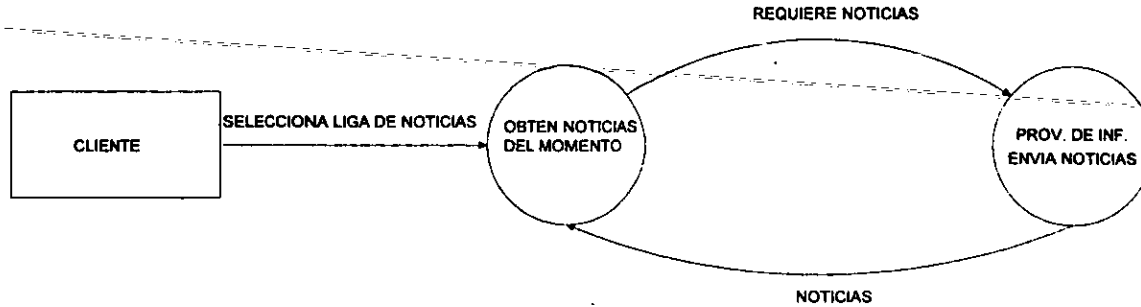 REQUIERE NOTICIAS
CLIENTE
SELECCIONA LIGA DE NOTICIAS
OBTEN NOTICIAS
DEL MOMENTO
PROV. DE INF.
ENVIA NOTICIAS
NOTICIAS